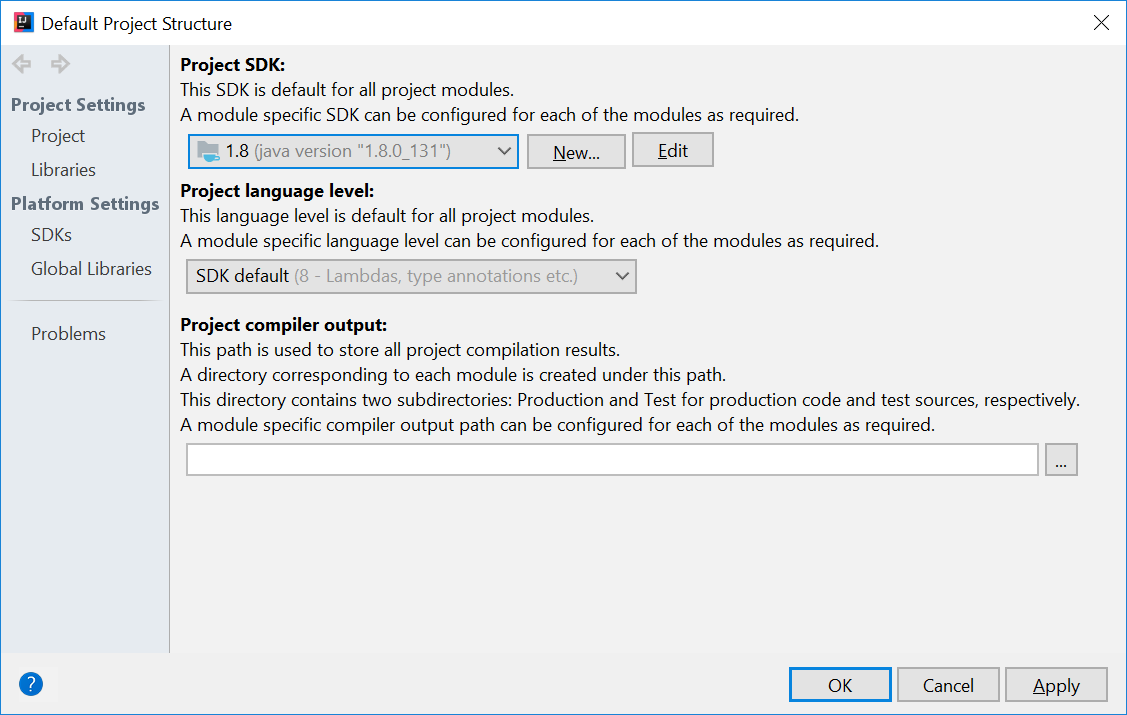 Default Project Structure
Project Settings
Project
Libraries
Platform Settings
SDKs
Global Libraries
Problems
Project SDK:
This SDK is default for all project modules.
A module specific SDK can be configured for each of the modules as required.
1.8 (java version "1.8.0_131")
New...
Edit
Project language level:
This language level is default for all project modules.
A module specific language level can be configured for each of the modules as required.
SDK default (8 - Lambdas, type annotations etc.)
Project compiler output:
This path is used to store all project compilation results.
A directory corresponding to each module is created under this path.
This directory contains two subdirectories: Production and Test for production code and test sources, respectively.
A module specific compiler output path can be configured for each of the modules as required.
...
?
OK
Cancel
Apply